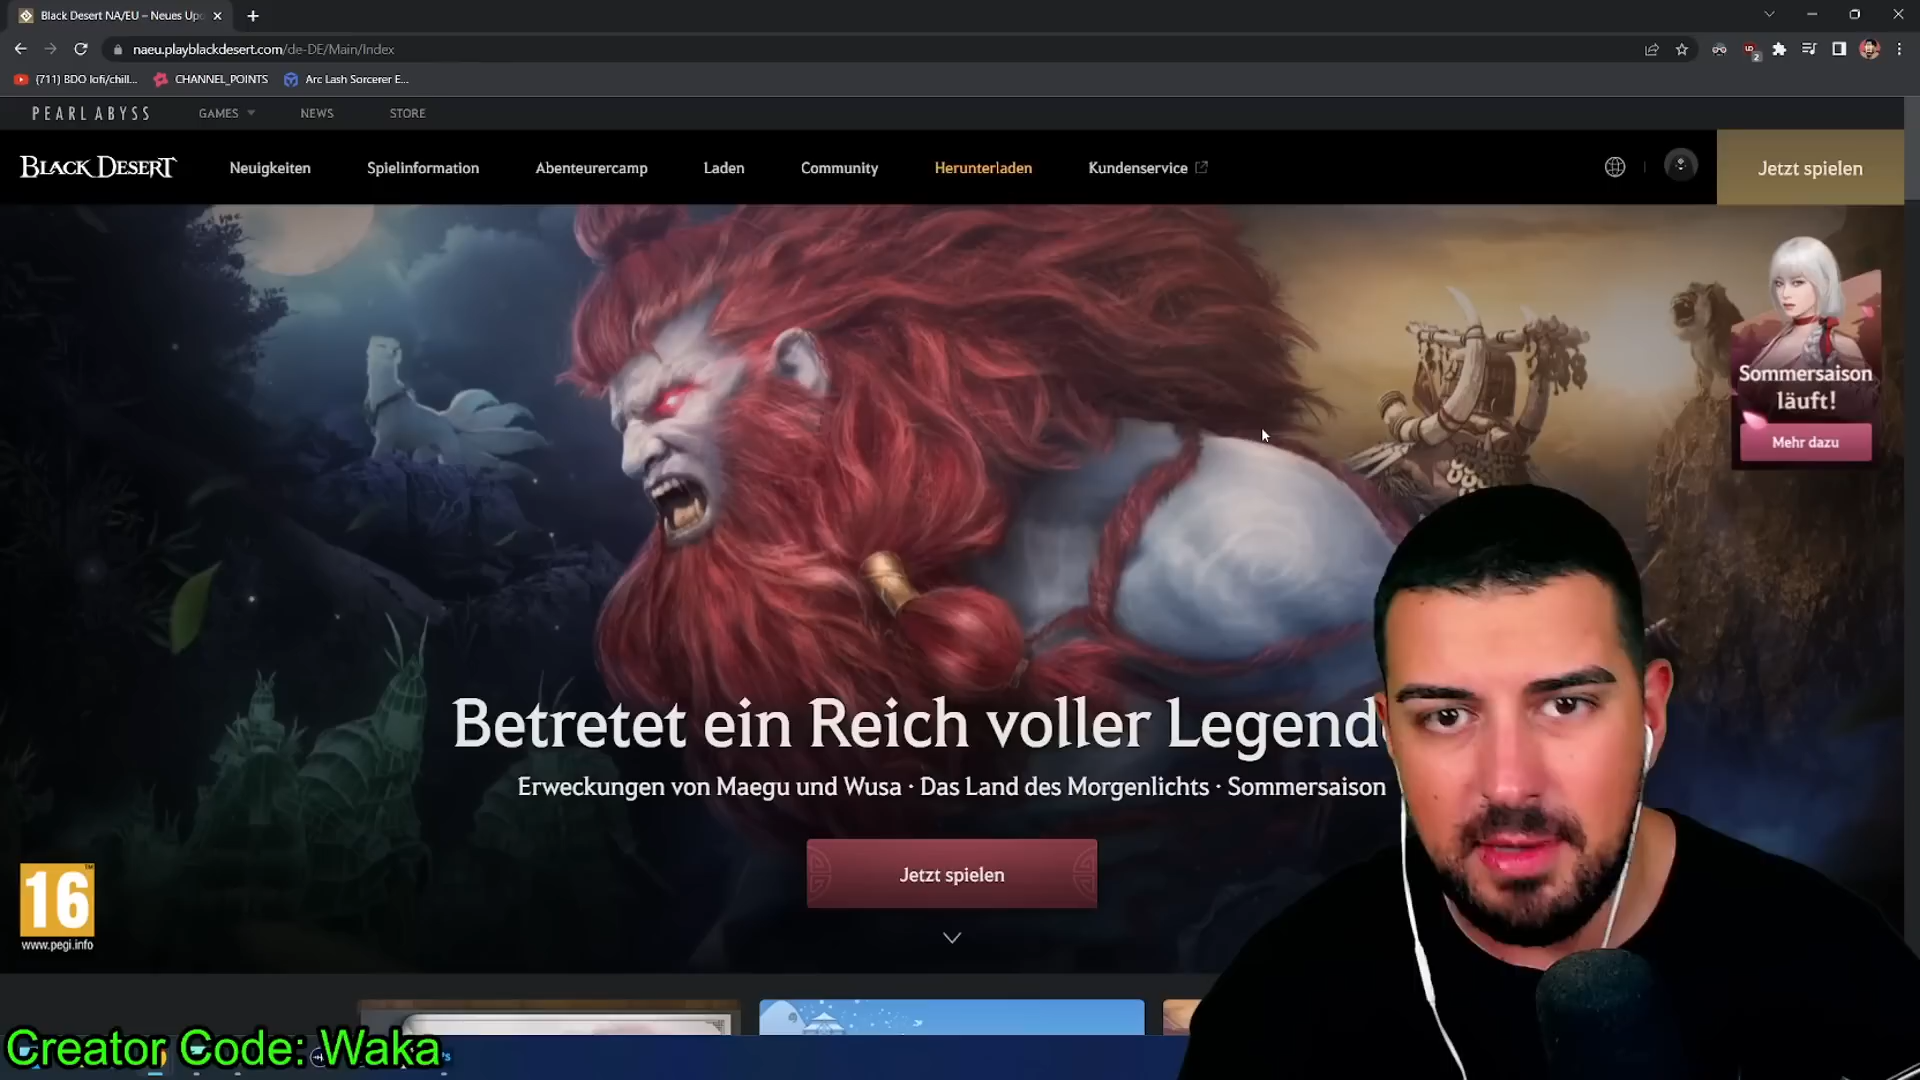 Black Desert NA/EU – Neues Up
naeu.playblackdesert.com/de-DE/Main/Index
2
(711) BDO lofi/chill...
CHANNEL_POINTS
Arc Lash Sorcerer E...
PEARL ABYSS
GAMES
NEWS
STORE
BLACK DESERT
Neuigkeiten
Spielinformation
Abenteurercamp
Laden
Community
Herunterladen
Kundenservice
Jetzt spielen
Sommersaison
läuft!
Mehr dazu
Betretet ein Reich voller Legend
Erweckungen von Maegu und Wusa · Das Land des Morgenlichts · Sommersaison
Jetzt spielen
16
www.pegi.info
Creator Code: Waka